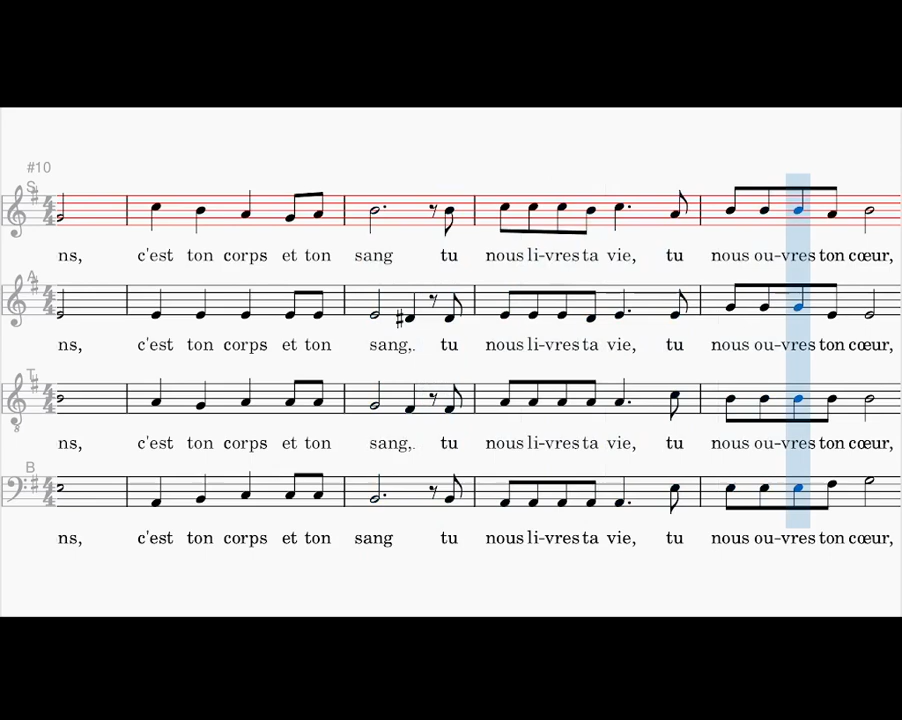 #10
S
ns, c'est ton corps et ton sang tu nous li-vres ta vie, tu nous ou-vres ton cœur,
A
ns, c'est ton corps et ton sang,. tu nous li-vres ta vie, tu nous ou-vres ton cœur,
T
ns, c'est ton corps et ton sang,. tu nous li-vres ta vie, tu nous ou-vres ton cœur,
B
ns, c'est ton corps et ton sang tu nous li-vres ta vie, tu nous ou-vres ton cœur,